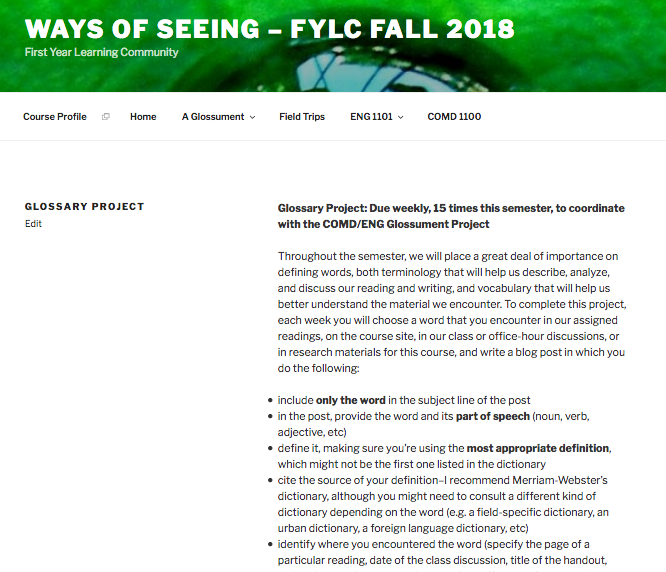 WAYS OF SEEING – FYLC FALL 2018
First Year Learning Community
Course Profile Home A Glossument Field Trips ENG 1101 COMD 1100
GLOSSARY PROJECT
Edit
Glossary Project: Due weekly, 15 times this semester, to coordinate
with the COMD/ENG Glossument Project
Throughout the semester, we will place a great deal of importance on
defining words, both terminology that will help us describe, analyze,
and discuss our reading and writing, and vocabulary that will help us
better understand the material we encounter. To complete this project,
each week you will choose a word that you encounter in our assigned
readings, on the course site, in our class or office-hour discussions, or
in research materials for this course, and write a blog post in which you
do the following:
• include only the word in the subject line of the post
• in the post, provide the word and its part of speech (noun, verb,
adjective, etc)
• define it, making sure you're using the most appropriate definition,
which might not be the first one listed in the dictionary
• cite the source of your definition–I recommend Merriam-Webster's
dictionary, although you might need to consult a different kind of
dictionary depending on the word (e.g. a field-specific dictionary, an
urban dictionary, a foreign language dictionary, etc)
• identify where you encountered the word (specify the page of a
particular reading, date of the class discussion, title of the handout,